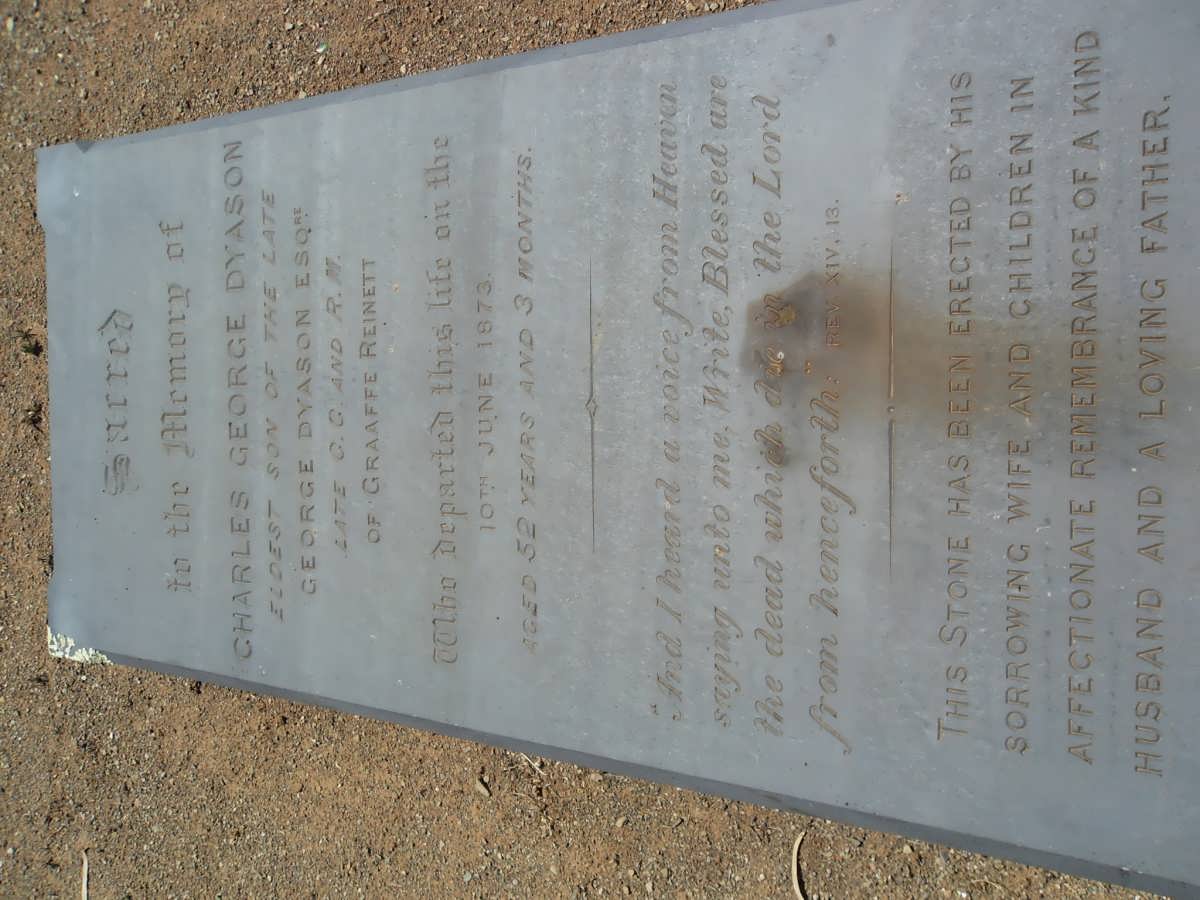 Sacred
to the Memory of
CHARLES GEORGE DYASON
ELDEST SON OF THE LATE
GEORGE DYASON ESQRE.
LATE C.C. AND R.M.
OF GRAAFFE REINETT
Who departed this life on the
10TH JUNE 1873.
AGED 52 YEARS AND 3 MONTHS.
"And I heard a voice from Heavan
saying unto me, Write, Blessed are
the dead which die in the Lord
from henceforth:" REV. XIV., 13.
THIS STONE HAS BEEN ERECTED BY HIS
SORROWING WIFE AND CHILDREN IN
AFFECTIONATE REMEMBRANCE OF A KIND
HUSBAND AND A LOVING FATHER.